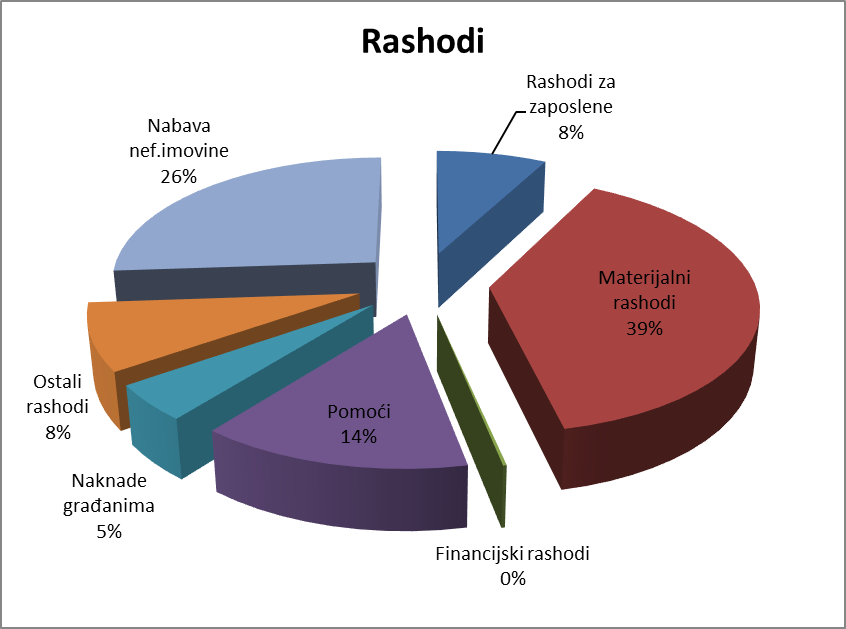 Rashodi
Rashodi za
zaposlene
8%
Materijalni
rashodi
39%
Financijski rashodi
0%
Pomoći
14%
Naknade
građanima
5%
Ostali
rashodi
8%
Nabava
nef.imovine
26%